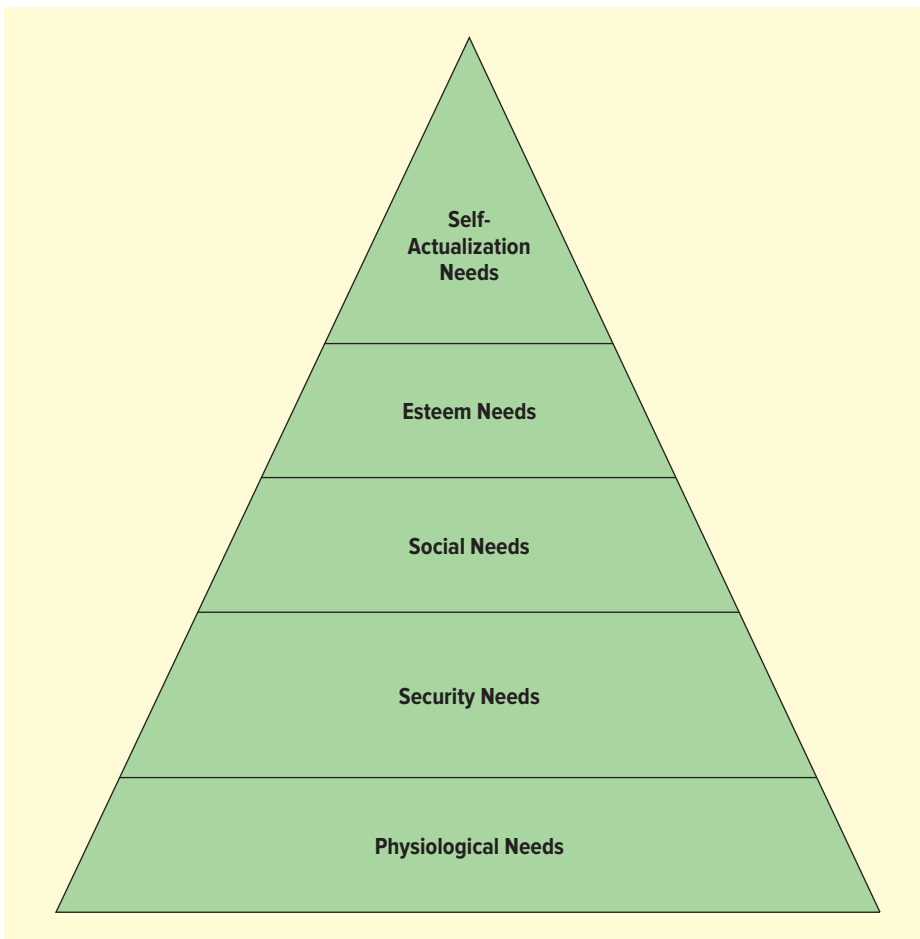 Self-
Actualization
Needs
Esteem Needs
Social Needs
Security Needs
Physiological Needs